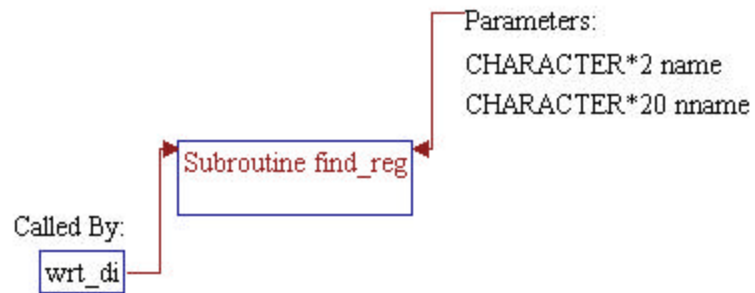 Parameters:
CHARACTER*2 name
CHARACTER*20 nname
Subroutine find_reg
Called By:
wrt_di